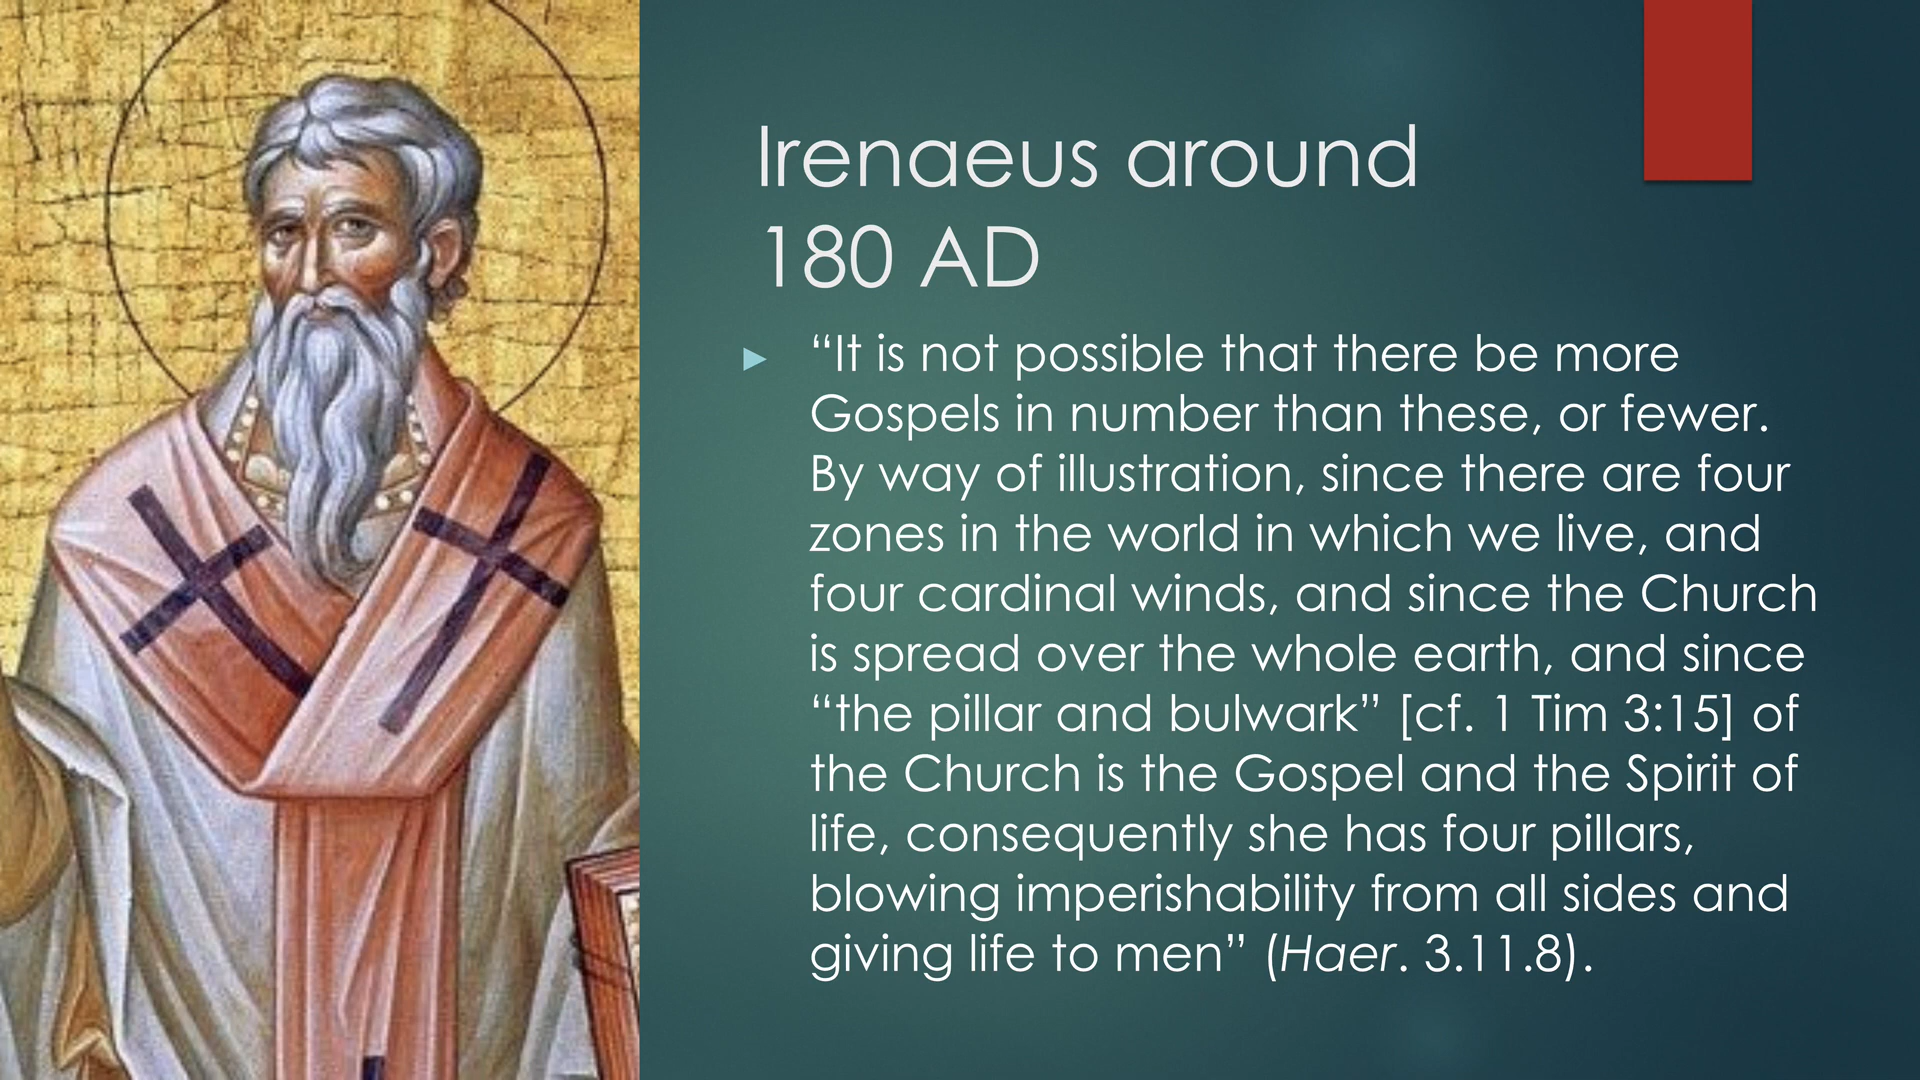 Irenaeus around
180 AD
► “It is not possible that there be more
Gospels in number than these, or fewer.
By way of illustration, since there are four
zones in the world in which we live, and
four cardinal winds, and since the Church
is spread over the whole earth, and since
“the pillar and bulwark” [cf. 1 Tim 3:15] of
the Church is the Gospel and the Spirit of
life, consequently she has four pillars,
blowing imperishability from all sides and
giving life to men” (Haer. 3.11.8).